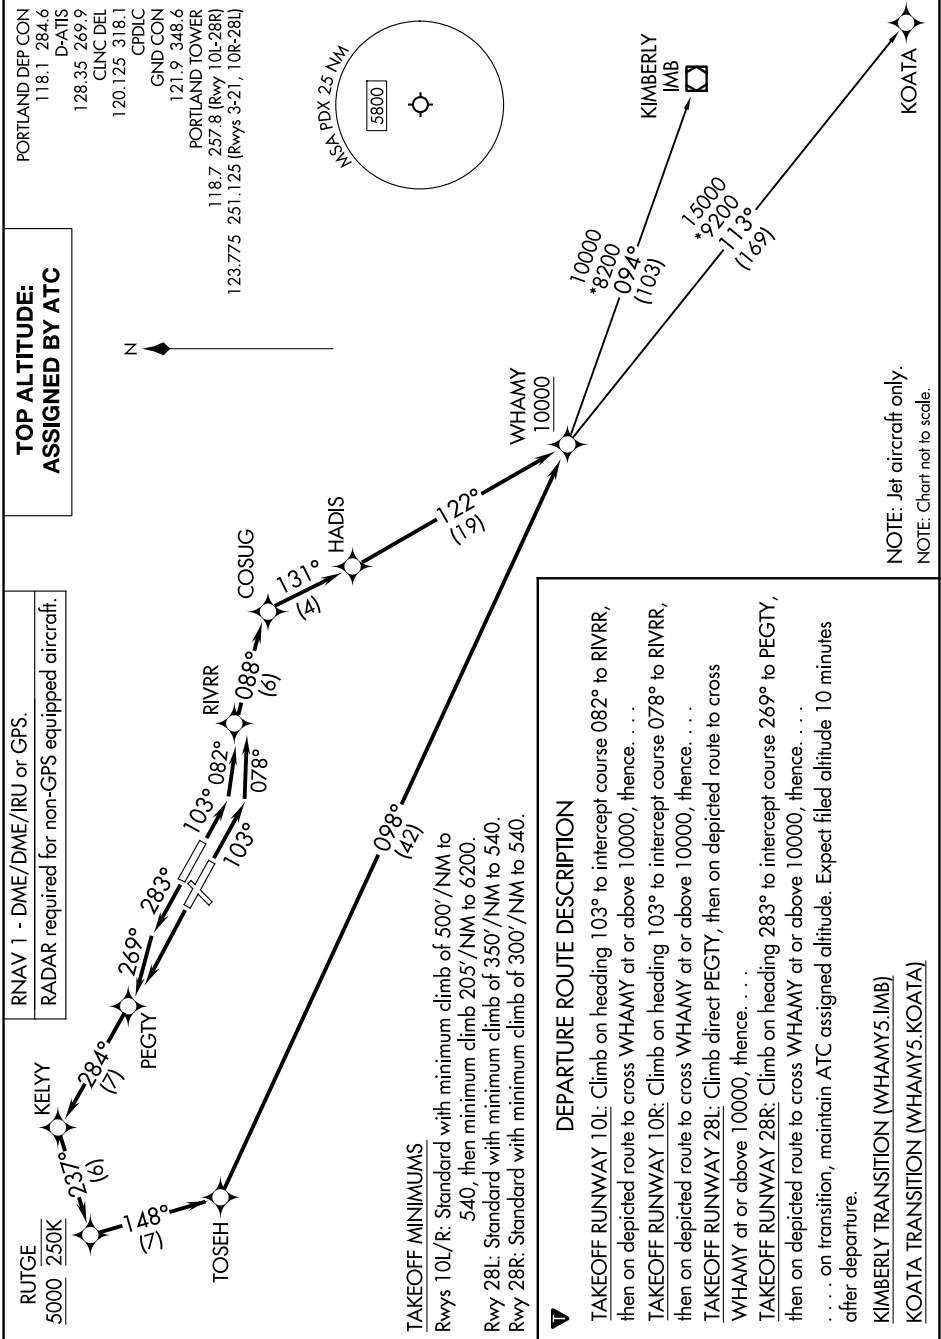 RNAV 1 - DME/DME/IRU or GPS.
RADAR required for non-GPS equipped aircraft.
TOP ALTITUDE:
ASSIGNED BY ATC
PORTLAND DEP CON
118.1 284.6
D-ATIS
128.35 269.9
CLNC DEL
120.125 318.1
CPDLC
GND CON
121.9 348.6
PORTLAND TOWER
118.7 257.8 (Rwy 10L-28R)
123.775 251.125 (Rwys 3-21, 10R-28L)
N
MSA PDX 25 NM
5800
RUTGE
5000 250K
KELYY
237°
(6)
284°
(7)
PEGTY
269°
283°
103°
103°
082°
078°
RIVRR
088°
(6)
COSUG
131°
(4)
HADIS
122°
(19)
148°
(7)
TOSEH
098°
(42)
WHAMY
10000
10000
*8200
094°
(103)
KIMBERLY
IMB
15000
*9200
113°
(169)
KOATA
TAKEOFF MINIMUMS
Rwys 10L/R: Standard with minimum climb of 500'/NM to
540, then minimum climb 205'/NM to 6200.
Rwy 28L: Standard with minimum climb of 350'/NM to 540.
Rwy 28R: Standard with minimum climb of 300'/NM to 540.
T
DEPARTURE ROUTE DESCRIPTION
TAKEOFF RUNWAY 10L: Climb on heading 103° to intercept course 082° to RIVRR,
then on depicted route to cross WHAMY at or above 10000, thence. . . .
TAKEOFF RUNWAY 10R: Climb on heading 103° to intercept course 078° to RIVRR,
then on depicted route to cross WHAMY at or above 10000, thence. . . .
TAKEOFF RUNWAY 28L: Climb direct PEGTY, then on depicted route to cross
WHAMY at or above 10000, thence. . . .
TAKEOFF RUNWAY 28R: Climb on heading 283° to intercept course 269° to PEGTY,
then on depicted route to cross WHAMY at or above 10000, thence. . . .
. . . . on transition, maintain ATC assigned altitude. Expect filed altitude 10 minutes
after departure.
KIMBERLY TRANSITION (WHAMY5.IMB)
KOATA TRANSITION (WHAMY5.KOATA)
NOTE: Jet aircraft only.
NOTE: Chart not to scale.